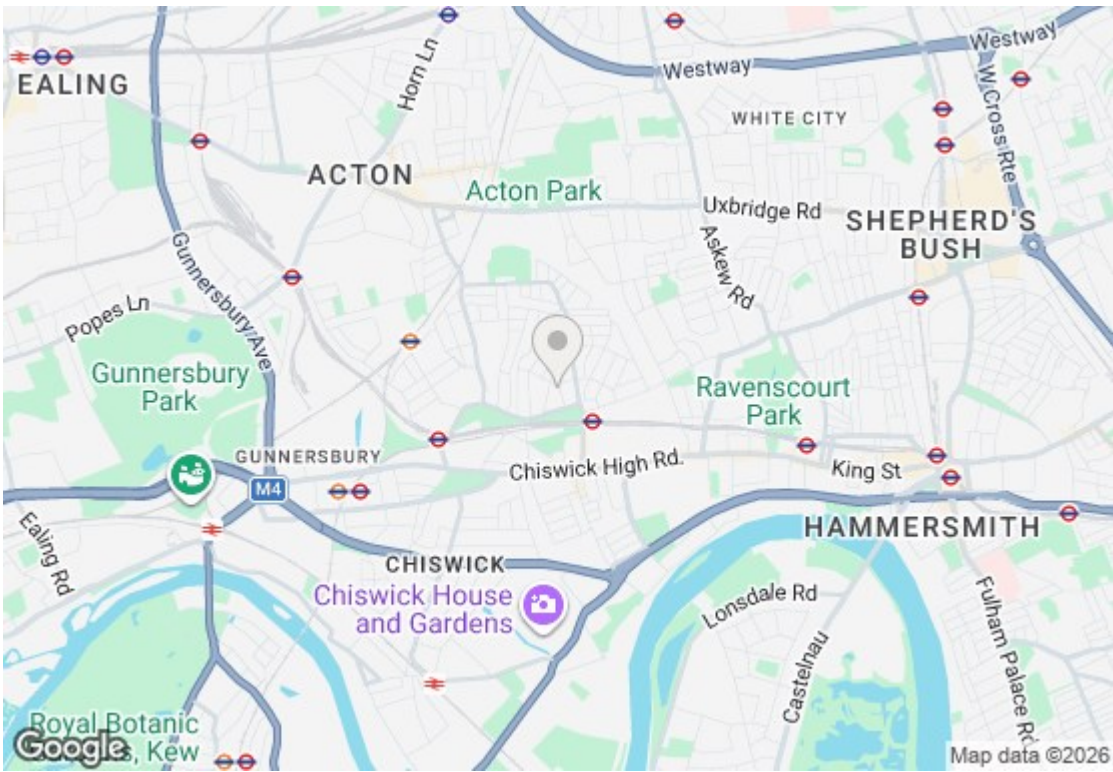 Westway
Westway
Horn Ln
EALING
W Cross Rte
WHITE CITY
ACTON
Acton Park
Uxbridge Rd
SHEPHERD'S
BUSH
Askew Rd
Gunnersbury Ave
Popes Ln
Gunnersbury
Park
Ravenscourt
Park
GUNNERSBURY
Chiswick High Rd.
King St
M4
HAMMERSMITH
Ealing Rd
CHISWICK
Chiswick House
and Gardens
Lonsdale Rd
Castelnau
Fulham Palace Rd
Royal Botanic
Kew
Google
Map data ©2026